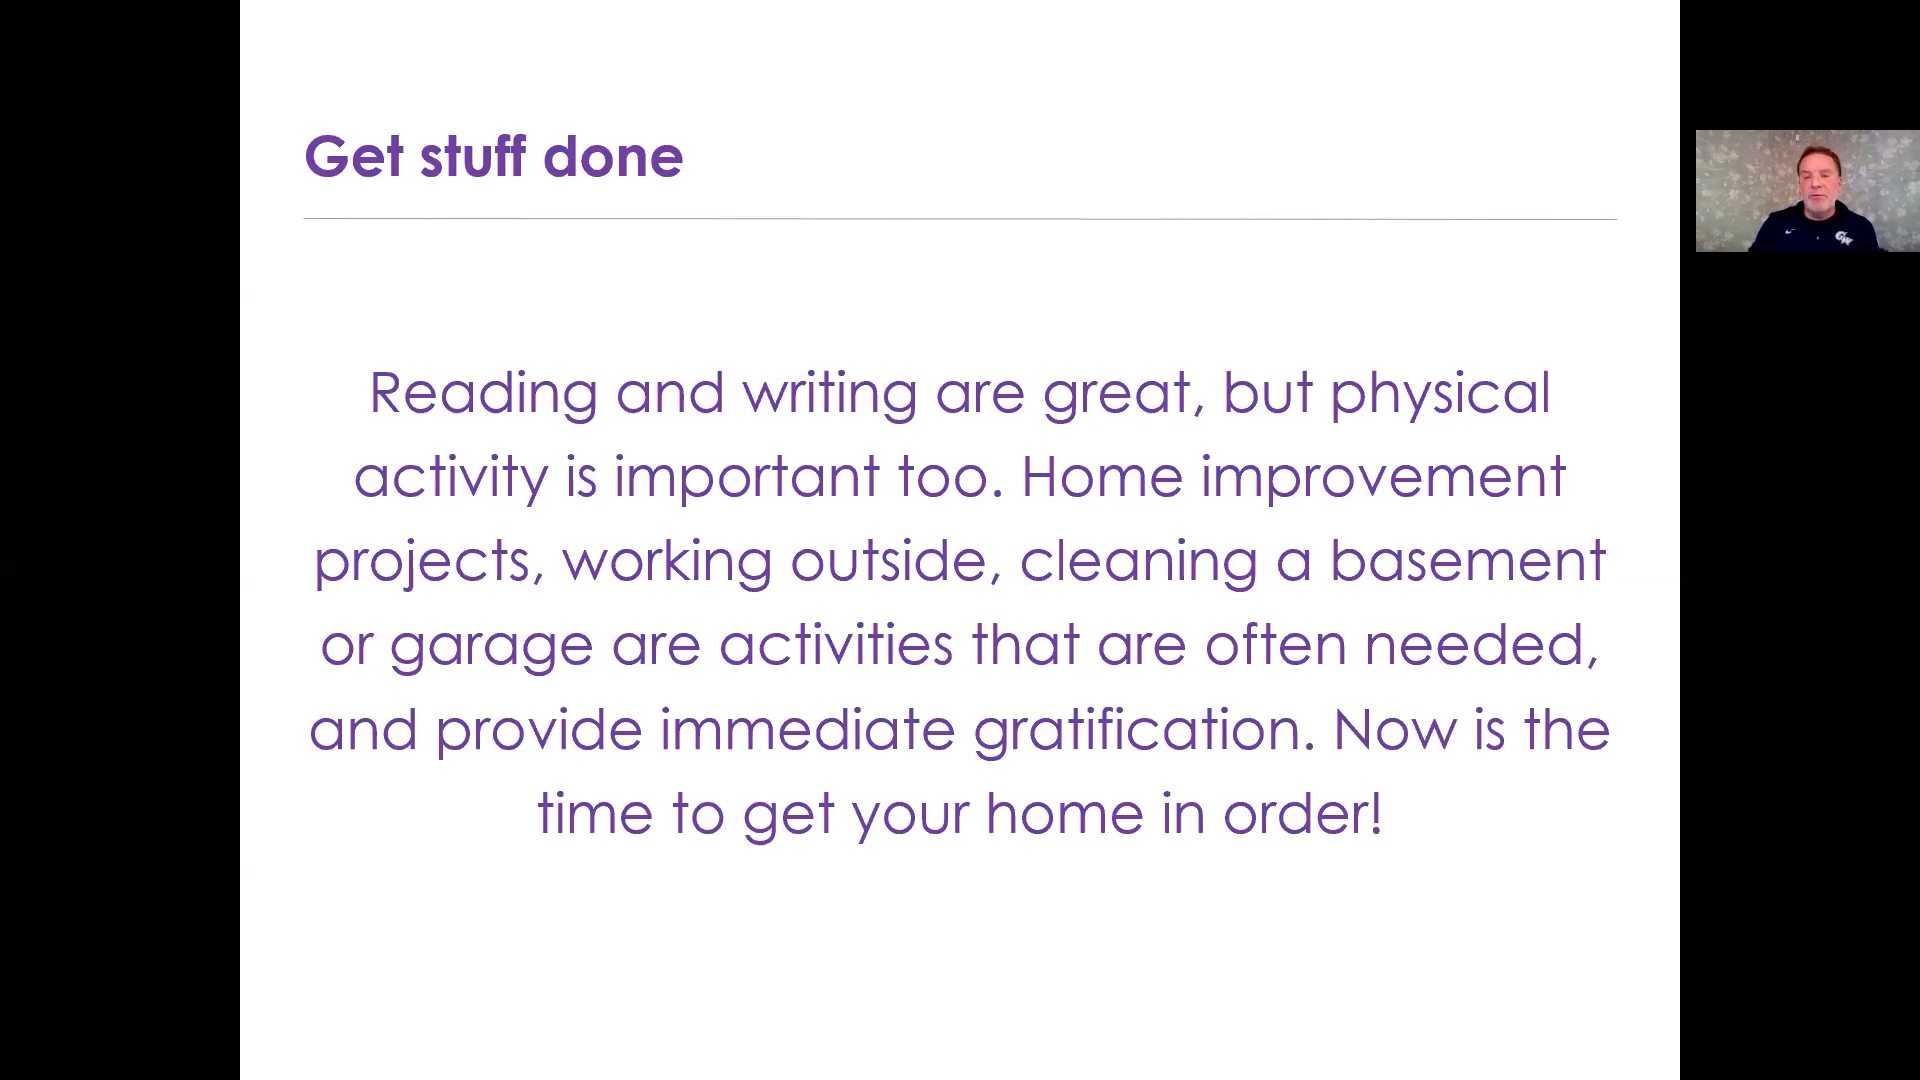 Get stuff done
Reading and writing are great, but physical
activity is important too. Home improvement
projects, working outside, cleaning a basement
or garage are activities that are often needed,
and provide immediate gratification. Now is the
time to get your home in order!
GW